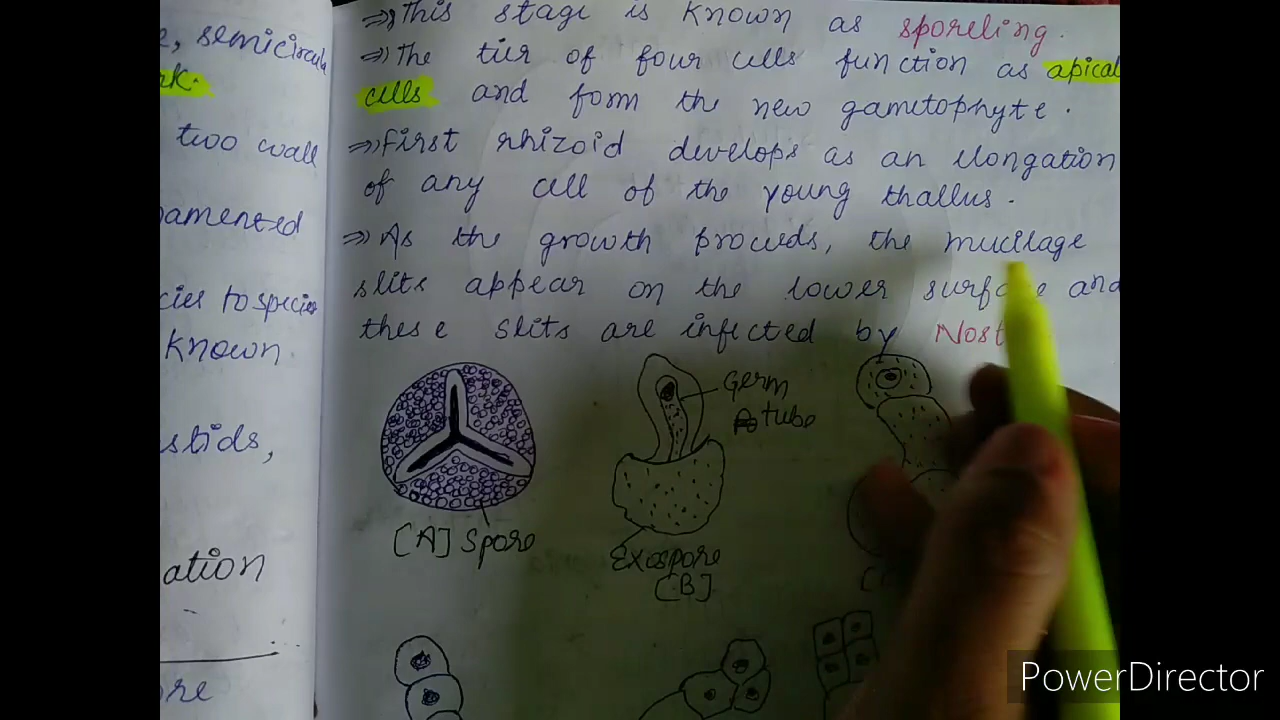 semicircula
two wall
pamented
cies to species
known
stids,
ation
⇒ This stage is known as sporeling.
⇒ The tier of four cells function as apical
cells and form the new gametophyte.
⇒ First rhizoid develops as an elongation
of any cell of the young thallus.
⇒ As the growth proceeds, the mucilage
slits appear on the lower surface and
these slits are infected by Nost
Germ
tube
[A] Spore
Exospore
[B]
PowerDirector